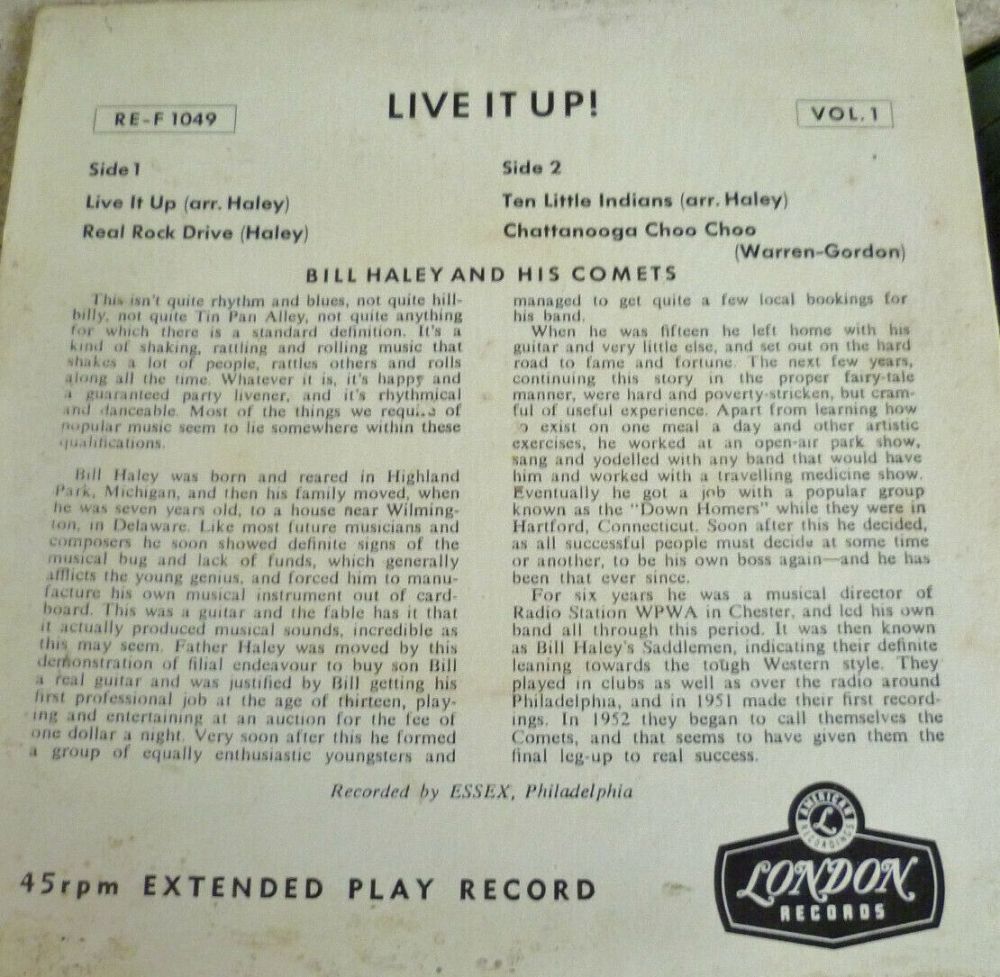 LIVE IT UP!
RE-F 1049
VOL. 1
Side 1
Live It Up (arr. Haley)
Real Rock Drive (Haley)
Side 2
Ten Little Indians (arr. Haley)
Chattanooga Choo Choo
(Warren-Gordon)
BILL HALEY AND HIS COMETS
This isn't quite rhythm and blues, not quite hill-
billy, not quite Tin Pan Alley, not quite anything
for which there is a standard definition. It's a
kind of shaking, rattling and rolling music that
shakes a lot of people, rattles others and rolls
along all the time. Whatever it is, it's happy and
a guaranteed party livener, and it's rhythmical
and danceable. Most of the things we require of
popular music seem to lie somewhere within these
qualifications.
Bill Haley was born and reared in Highland
Park, Michigan, and then his family moved, when
he was seven years old, to a house near Wilming-
ton, in Delaware. Like most future musicians and
composers he soon showed definite signs of the
musical bug and lack of funds, which generally
afflicts the young genius, and forced him to manu-
facture his own musical instrument out of card-
board. This was a guitar and the fable has it that
it actually produced musical sounds, incredible as
this may seem. Father Haley was moved by this
demonstration of filial endeavour to buy son Bill
a real guitar and was justified by Bill getting his
first professional job at the age of thirteen, play-
ing and entertaining at an auction for the fee of
one dollar a night. Very soon after this he formed
a group of equally enthusiastic youngsters and
managed to get quite a few local bookings for
his band.
When he was fifteen he left home with his
guitar and very little else, and set out on the hard
road to fame and fortune. The next few years,
continuing this story in the proper fairy-tale
manner, were hard and poverty-stricken, but cram-
ful of useful experience. Apart from learning how
to exist on one meal a day and other artistic
exercises, he worked at an open-air park show,
sang and yodelled with any band that would have
him and worked with a travelling medicine show.
Eventually he got a job with a popular group
known as the "Down Homers" while they were in
Hartford, Connecticut. Soon after this he decided,
as all successful people must decide at some time
or another, to be his own boss again—and he has
been that ever since.
For six years he was a musical director of
Radio Station WPWA in Chester, and led his own
band all through this period. It was then known
as Bill Haley's Saddlemen, indicating their definite
leaning towards the tough Western style. They
played in clubs as well as over the radio around
Philadelphia, and in 1951 made their first record-
ings. In 1952 they began to call themselves the
Comets, and that seems to have given them the
final leg-up to real success.
Recorded by ESSEX, Philadelphia
45rpm EXTENDED PLAY RECORD
AMERICAN
L
RECORDINGS
LONDON
RECORDS